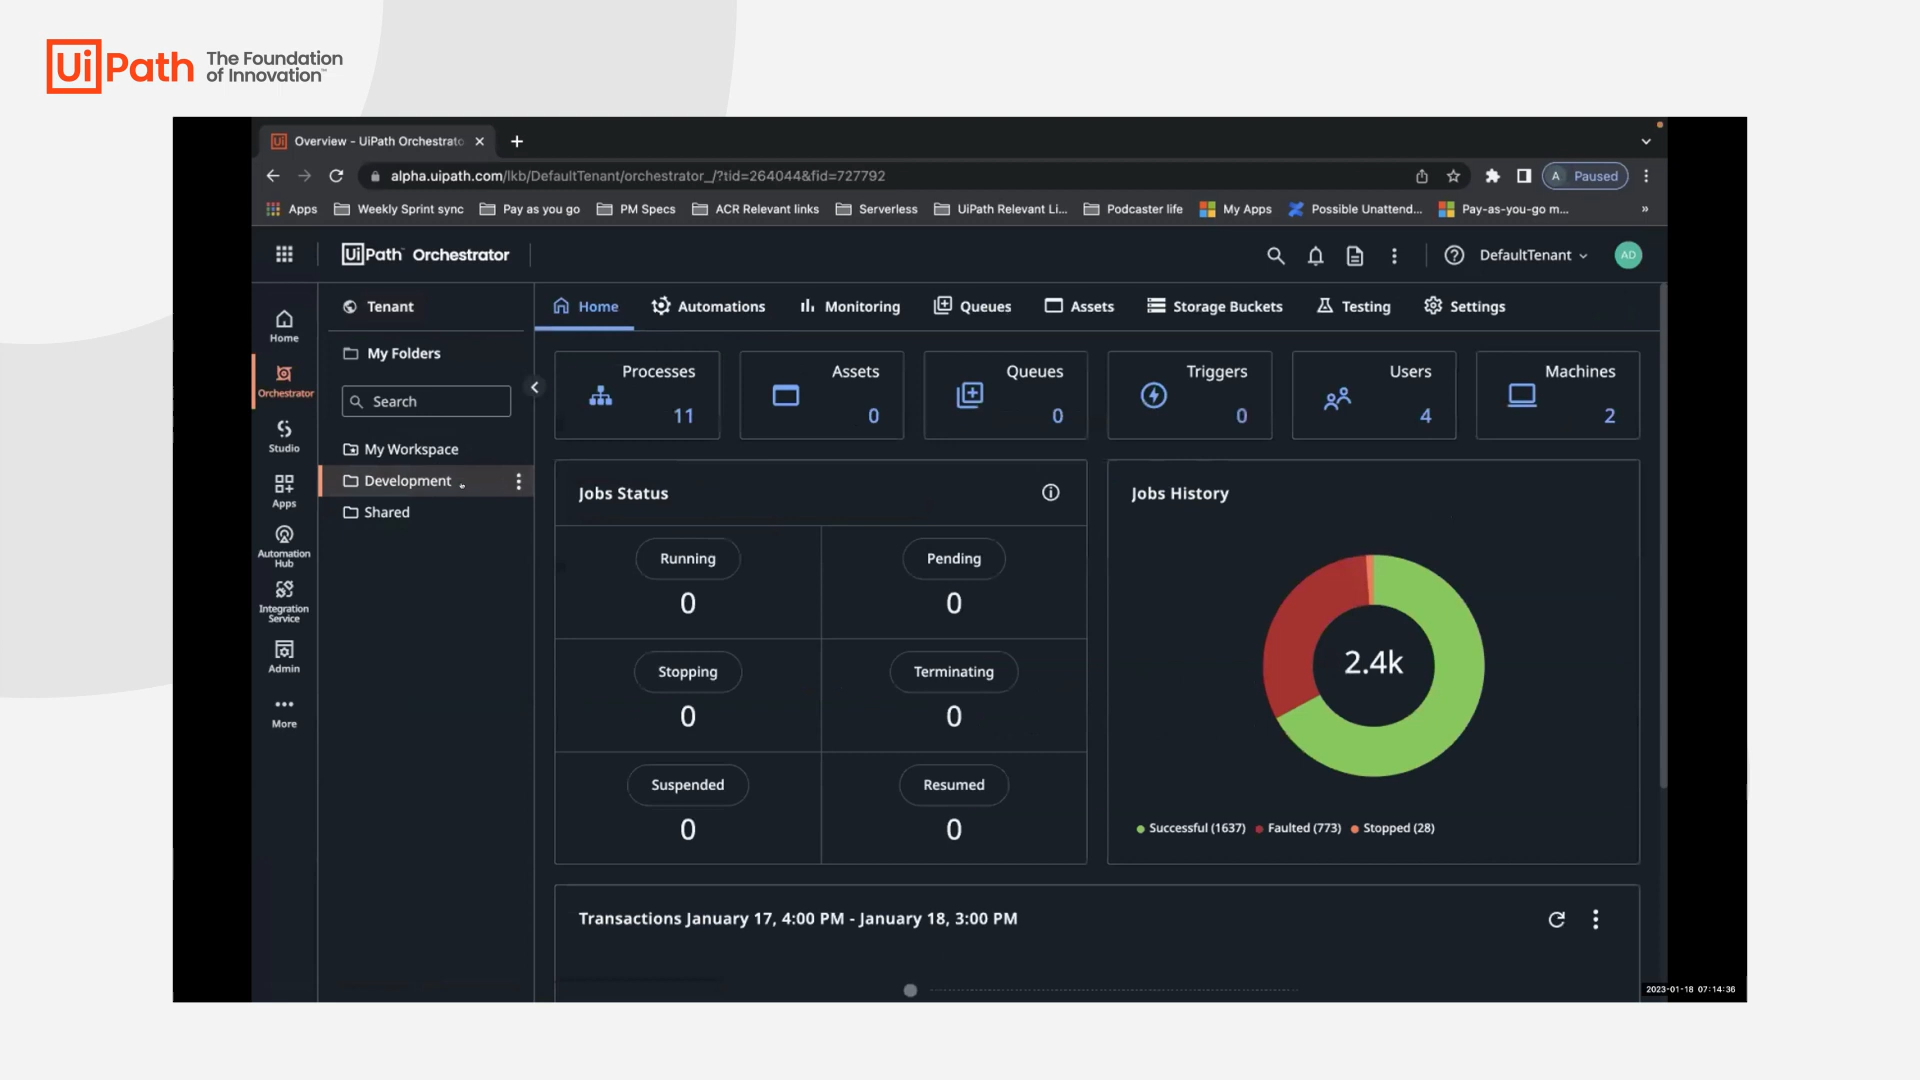 UiPath The Foundation
of Innovation™
Overview - UiPath Orchestrato
alpha.uipath.com/lkb/DefaultTenant/orchestrator_/?tid=264044&fid=727792
A Paused
Apps Weekly Sprint sync Pay as you go PM Specs ACR Relevant links Serverless UiPath Relevant Li... Podcaster life My Apps Possible Unattend... Pay-as-you-go m... »
UiPath™ Orchestrator
DefaultTenant
AD
Home
Orchestrator
Studio
Apps
Automation
Hub
Integration
Service
Admin
More
Tenant
My Folders
Search
My Workspace
Development
Shared
Home Automations Monitoring Queues Assets Storage Buckets Testing Settings
Processes
11
Assets
0
Queues
0
Triggers
0
Users
4
Machines
2
Jobs Status
Running
0
Pending
0
Stopping
0
Terminating
0
Suspended
0
Resumed
0
Jobs History
2.4k
Successful (1637) Faulted (773) Stopped (28)
Transactions January 17, 4:00 PM - January 18, 3:00 PM
2023-01-18 07:14:36